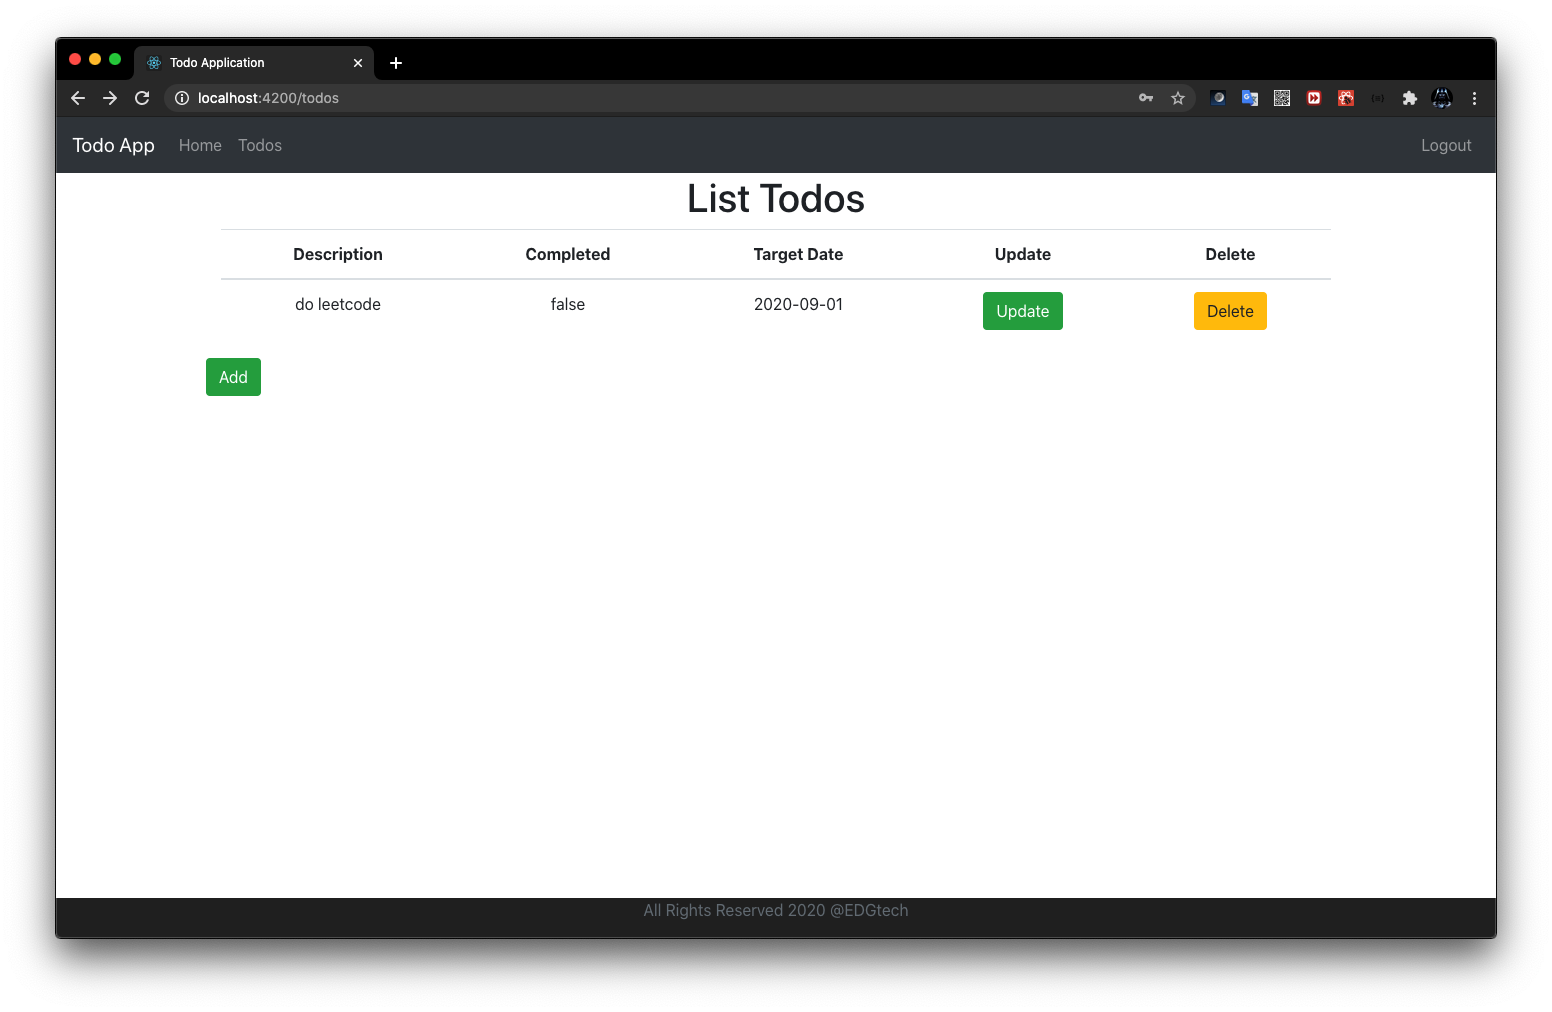 Todo Application
localhost:4200/todos
Todo App Home Todos Logout
List Todos
Description Completed Target Date Update Delete
do leetcode false 2020-09-01 Update Delete
Add
All Rights Reserved 2020 @EDGtech